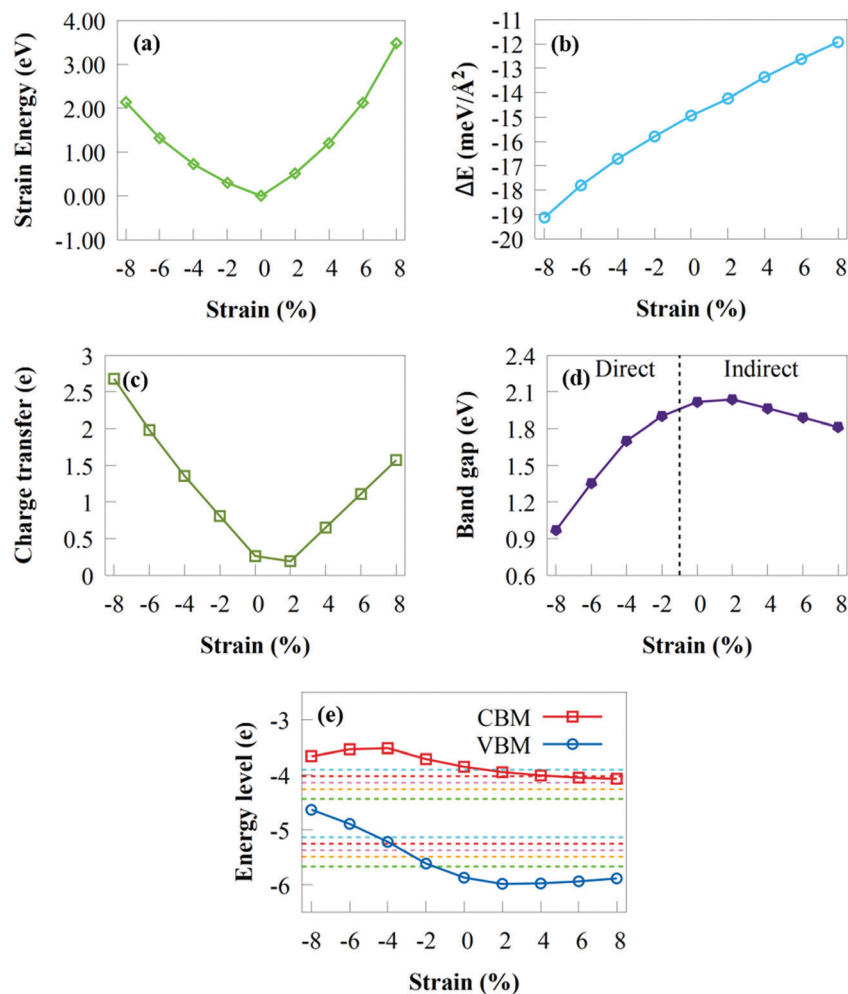 (a)
Strain Energy (eV)
4.00
3.00
2.00
1.00
0.00
-1.00
-8 -6 -4 -2 0 2 4 6 8
Strain (%)
(b)
ΔE (meV/Å²)
-11
-12
-13
-14
-15
-16
-17
-18
-19
-20
-8 -6 -4 -2 0 2 4 6 8
Strain (%)
(c)
Charge transfer (e)
3
2.5
2
1.5
1
0.5
0
-8 -6 -4 -2 0 2 4 6 8
Strain (%)
(d) Direct Indirect
Band gap (eV)
2.4
2.1
1.8
1.5
1.2
0.9
0.6
-8 -6 -4 -2 0 2 4 6 8
Strain (%)
(e)
CBM
VBM
Energy level (e)
-3
-4
-5
-6
-8 -6 -4 -2 0 2 4 6 8
Strain (%)